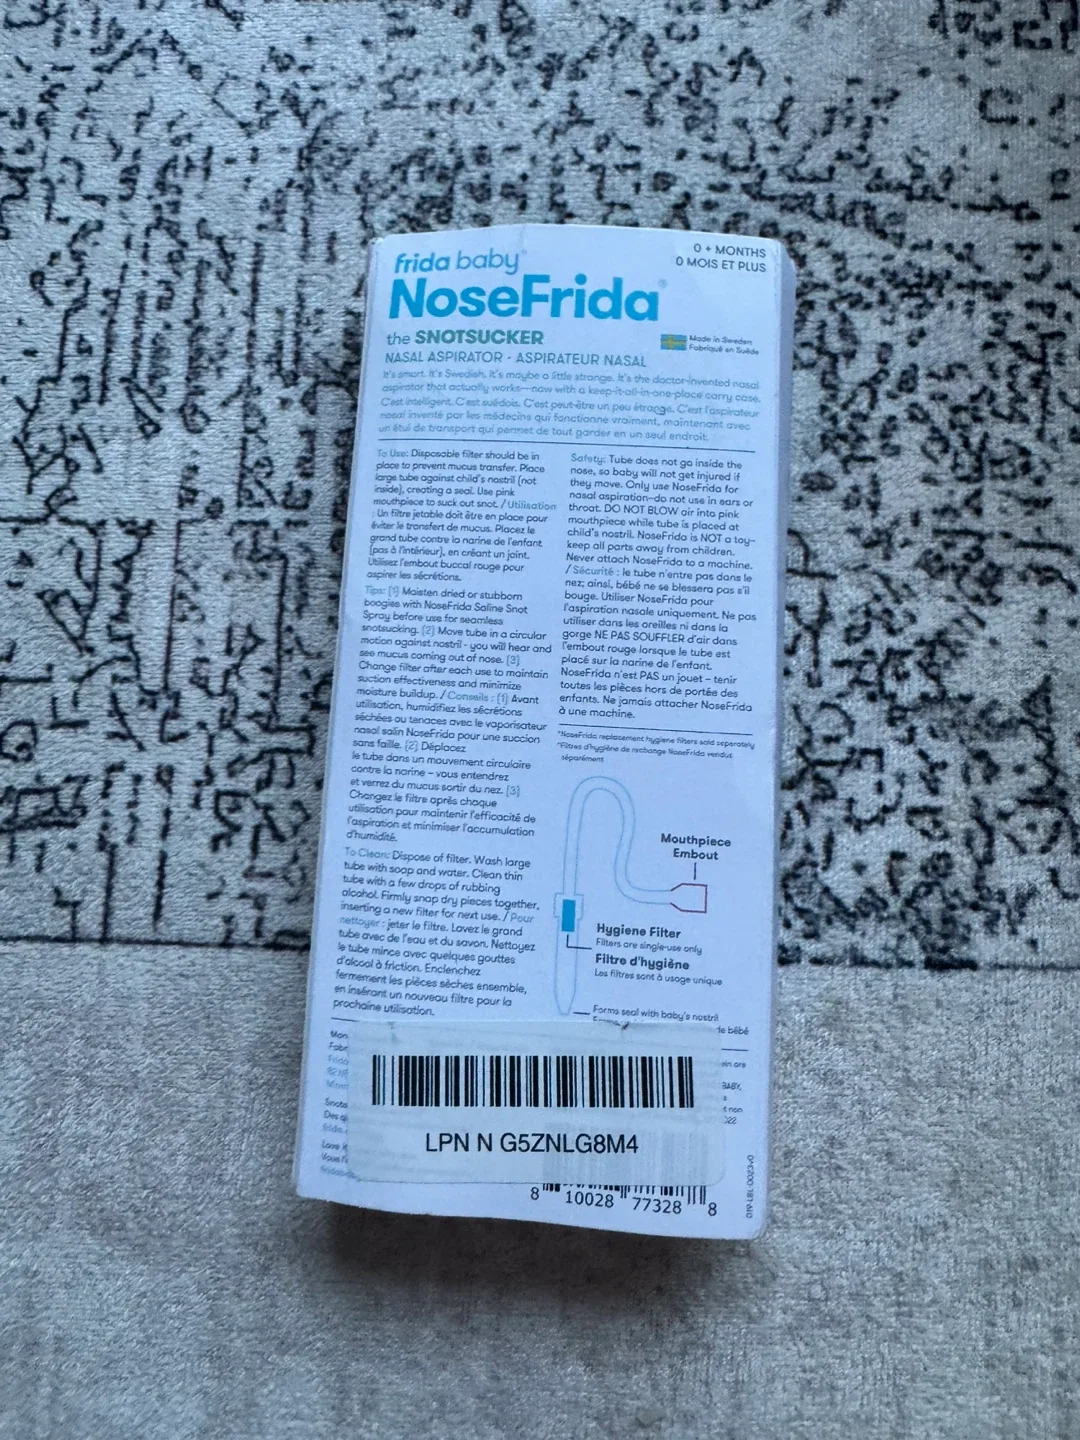 frida baby®
NoseFrida®
0 + MONTHS
0 MOIS ET PLUS
the SNOTSUCKER
NASAL ASPIRATOR - ASPIRATEUR NASAL
Made in Sweden
Fabriqué en Suède
It's smart. It's Swedish. It's maybe a little strange. It's the doctor-invented nasal
aspirator that actually works—now with a keep-it-all-in-one-place carry case.
C'est intelligent. C'est suédois. C'est peut-être un peu étrange. C'est l'aspirateur
nasal inventé par les médecins qui fonctionne vraiment, maintenant avec
un étui de transport qui permet de tout garder en un seul endroit.
To Use: Disposable filter should be in
place to prevent mucus transfer. Place
large tube against child's nostril (not
inside), creating a seal. Use pink
mouthpiece to suck out snot. / Utilisation
: Un filtre jetable doit être en place pour
éviter le transfert de mucus. Placez le
grand tube contre la narine de l'enfant
(pas à l'intérieur), en créant un joint.
Utilisez l'embout buccal rouge pour
aspirer les sécrétions.
Tips: (1) Moisten dried or stubborn
boogies with NoseFrida Saline Snot
Spray before use for seamless
snotsucking. (2) Move tube in a circular
motion against nostril - you will hear and
see mucus coming out of nose. (3)
Change filter after each use to maintain
suction effectiveness and minimize
moisture buildup. / Conseils : (1) Avant
utilisation, humidifiez les sécrétions
séchées ou tenaces avec le vaporisateur
nasal salin NoseFrida pour une succion
sans faille. (2) Déplacez
le tube dans un mouvement circulaire
contre la narine – vous entendrez
et verrez du mucus sortir du nez. (3)
Changez le filtre après chaque
utilisation pour maintenir l'efficacité de
l'aspiration et minimiser l'accumulation
d'humidité.
To Clean: Dispose of filter. Wash large
tube with soap and water. Clean thin
tube with a few drops of rubbing
alcohol. Firmly snap dry pieces together,
inserting a new filter for next use. / Pour
nettoyer : jeter le filtre. Lavez le grand
tube avec de l'eau et du savon. Nettoyez
le tube mince avec quelques gouttes
d'alcool à friction. Enclenchez
fermement les pièces sèches ensemble,
en insérant un nouveau filtre pour la
prochaine utilisation.
Safety: Tube does not go inside the
nose, so baby will not get injured if
they move. Only use NoseFrida for
nasal aspiration–do not use in ears or
throat. DO NOT BLOW air into pink
mouthpiece while tube is placed at
child's nostril. NoseFrida is NOT a toy–
keep all parts away from children.
Never attach NoseFrida to a machine.
/ Sécurité : le tube n'entre pas dans le
nez; ainsi, bébé ne se blessera pas s'il
bouge. Utiliser NoseFrida pour
l'aspiration nasale uniquement. Ne pas
utiliser dans les oreilles ni dans la
gorge NE PAS SOUFFLER d'air dans
l'embout rouge lorsque le tube est
placé sur la narine de l'enfant.
NoseFrida n'est PAS un jouet – tenir
toutes les pièces hors de portée des
enfants. Ne jamais attacher NoseFrida
à une machine.
*NoseFrida replacement hygiene filters sold seperately
*Filtres d'hygiène de rechange NoseFrida vendus
séparément
Mouthpiece
Embout
Hygiene Filter
Filters are single-use only
Filtre d'hygiène
Les filtres sont à usage unique
Forms seal with baby's nostril
de bébé
LPN N G5ZNLG8M4
8 10028 77328 8